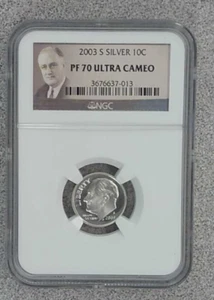 2003 S SILVER 10C
PF 70 ULTRA CAMEO
3676637-013
NGC